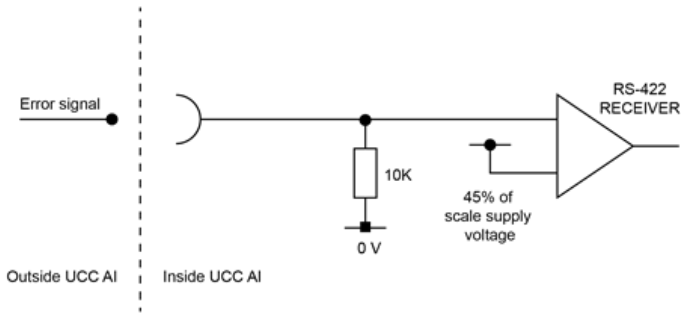 RS-422
RECEIVER
Error signal
10K
45% of
scale supply
voltage
0 V
Outside UCC AI
Inside UCC AI